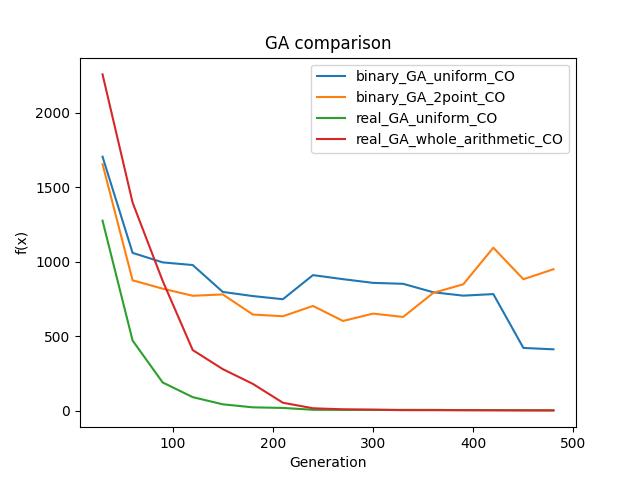 GA comparison
binary_GA_uniform_CO
binary_GA_2point_CO
real_GA_uniform_CO
real_GA_whole_arithmetic_CO
f(x)
2000
1500
1000
500
0
100 200 300 400 500
Generation